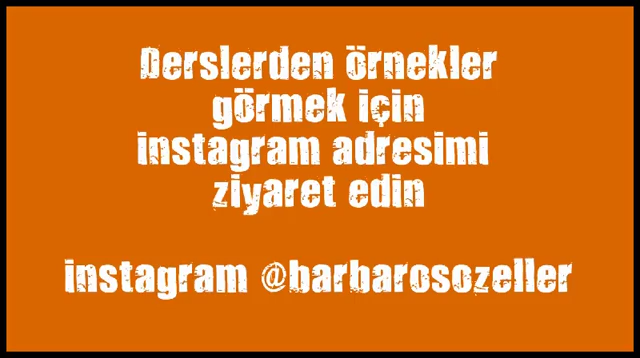 Derslerden örnekler
görmek için
instagram adresimi
ziyaret edin
instagram @barbarosozeller